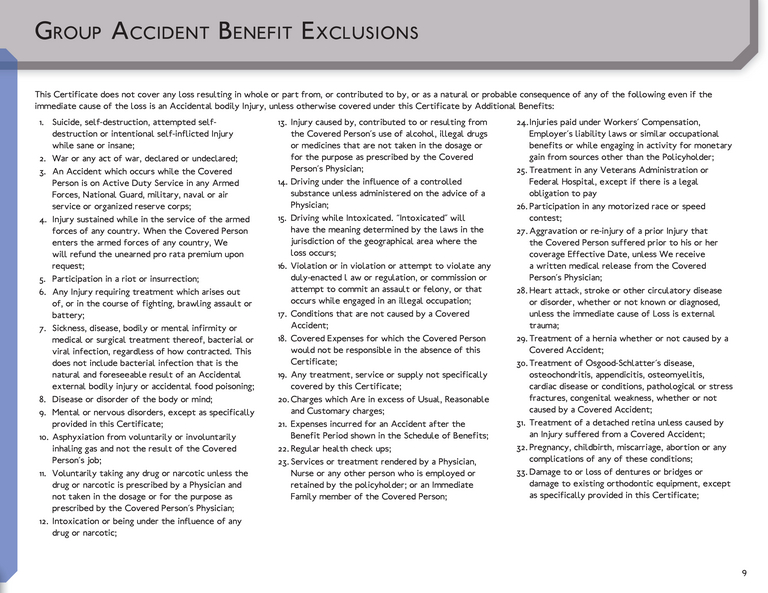 Group Accident Benefit Exclusions
This Certificate does not cover any loss resulting in whole or part from, or contributed to by, or as a natural or probable consequence of any of the following even if the
immediate cause of the loss is an Accidental bodily Injury, unless otherwise covered under this Certificate by Additional Benefits:
1. Suicide, self-destruction, attempted self-
destruction or intentional self-inflicted Injury
while sane or insane;
2. War or any act of war, declared or undeclared;
3. An Accident which occurs while the Covered
Person is on Active Duty Service in any Armed
Forces, National Guard, military, naval or air
service or organized reserve corps;
4. Injury sustained while in the service of the armed
forces of any country. When the Covered Person
enters the armed forces of any country, We
will refund the unearned pro rata premium upon
request;
5. Participation in a riot or insurrection;
6. Any Injury requiring treatment which arises out
of, or in the course of fighting, brawling assault or
battery;
7. Sickness, disease, bodily or mental infirmity or
medical or surgical treatment thereof, bacterial or
viral infection, regardless of how contracted. This
does not include bacterial infection that is the
natural and foreseeable result of an Accidental
external bodily injury or accidental food poisoning;
8. Disease or disorder of the body or mind;
9. Mental or nervous disorders, except as specifically
provided in this Certificate;
10. Asphyxiation from voluntarily or involuntarily
inhaling gas and not the result of the Covered
Person's job;
11. Voluntarily taking any drug or narcotic unless the
drug or narcotic is prescribed by a Physician and
not taken in the dosage or for the purpose as
prescribed by the Covered Person's Physician;
12. Intoxication or being under the influence of any
drug or narcotic;
13. Injury caused by, contributed to or resulting from
the Covered Person's use of alcohol, illegal drugs
or medicines that are not taken in the dosage or
for the purpose as prescribed by the Covered
Person's Physician;
14. Driving under the influence of a controlled
substance unless administered on the advice of a
Physician;
15. Driving while Intoxicated. "Intoxicated" will
have the meaning determined by the laws in the
jurisdiction of the geographical area where the
loss occurs;
16. Violation or in violation or attempt to violate any
duly-enacted l aw or regulation, or commission or
attempt to commit an assault or felony, or that
occurs while engaged in an illegal occupation;
17. Conditions that are not caused by a Covered
Accident;
18. Covered Expenses for which the Covered Person
would not be responsible in the absence of this
Certificate;
19. Any treatment, service or supply not specifically
covered by this Certificate;
20. Charges which Are in excess of Usual, Reasonable
and Customary charges;
21. Expenses incurred for an Accident after the
Benefit Period shown in the Schedule of Benefits;
22. Regular health check ups;
23. Services or treatment rendered by a Physician,
Nurse or any other person who is employed or
retained by the policyholder; or an Immediate
Family member of the Covered Person;
24. Injuries paid under Workers' Compensation,
Employer's liability laws or similar occupational
benefits or while engaging in activity for monetary
gain from sources other than the Policyholder;
25. Treatment in any Veterans Administration or
Federal Hospital, except if there is a legal
obligation to pay
26. Participation in any motorized race or speed
contest;
27. Aggravation or re-injury of a prior Injury that
the Covered Person suffered prior to his or her
coverage Effective Date, unless We receive
a written medical release from the Covered
Person's Physician;
28. Heart attack, stroke or other circulatory disease
or disorder, whether or not known or diagnosed,
unless the immediate cause of Loss is external
trauma;
29. Treatment of a hernia whether or not caused by a
Covered Accident;
30. Treatment of Osgood-Schlatter's disease,
osteochondritis, appendicitis, osteomyelitis,
cardiac disease or conditions, pathological or stress
fractures, congenital weakness, whether or not
caused by a Covered Accident;
31. Treatment of a detached retina unless caused by
an Injury suffered from a Covered Accident;
32. Pregnancy, childbirth, miscarriage, abortion or any
complications of any of these conditions;
33. Damage to or loss of dentures or bridges or
damage to existing orthodontic equipment, except
as specifically provided in this Certificate;
9